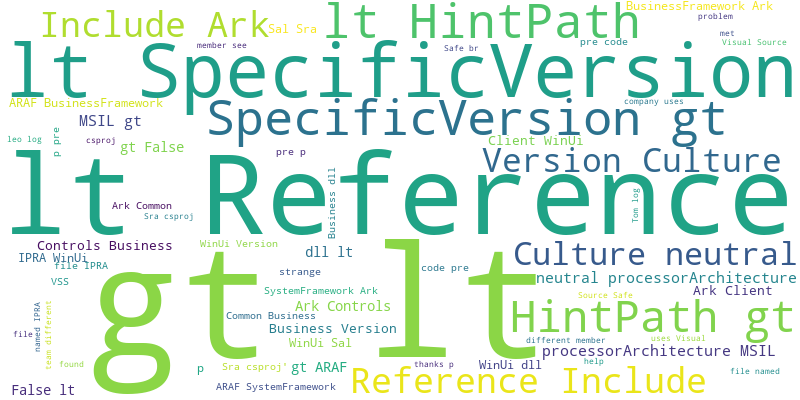 Include Ark
Sal Sra
lt HintPath
BusinessFramework Ark
problem
met
Visual Source
member see
Safe br
pre code
lt SpecificVersion
ARAF BusinessFramework
MSIL gt
SpecificVersion gt
company uses
leo log
csproj
p pre
gt False
pre p
Client WinUi
Version Culture
lt Reference
Ark Common
Sra csproj
Business dll
Tom log
Controls Business
WinUi Version
IPRA WinUi
file IPRA
VSS
dll lt
strange
code pre
Culture neutral
neutral processorArchitecture
gt lt
SystemFramework Ark
Ark Controls
Common Business
Business Version
WinUi Sal
Ark Client
Source Safe
HintPath gt
different member
uses Visual
processorArchitecture MSIL
file
named IPRA
team different
found
p
Sra csproj'
gt ARAF
thanks p
WinUi dll
help
file named
False lt
ARAF SystemFramework
Reference Include